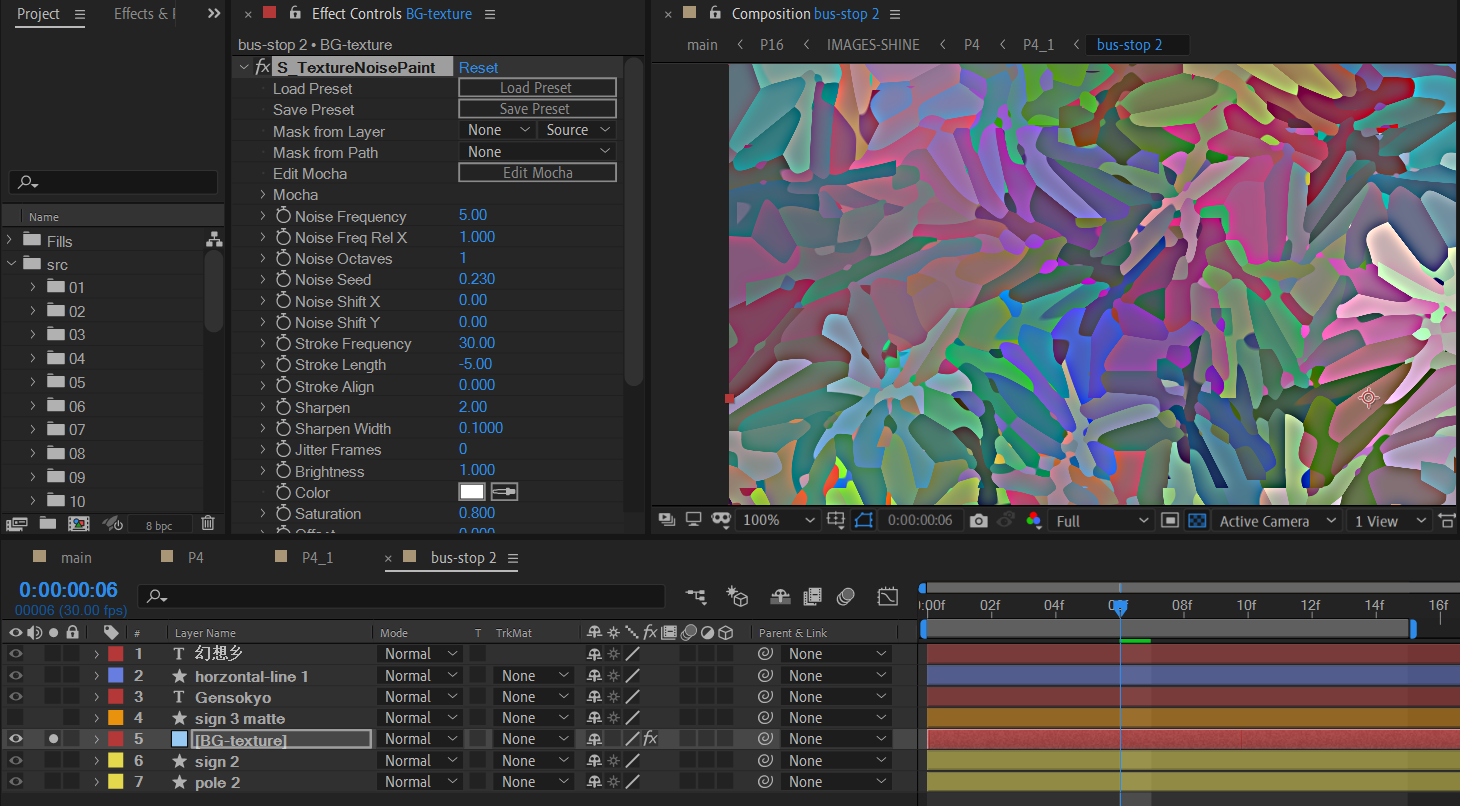 Project
Effects & P
Effect Controls BG-texture
bus-stop 2 • BG-texture
fx S_TextureNoisePaint Reset
Load Preset Load Preset
Save Preset Save Preset
Mask from Layer None Source
Mask from Path None
Edit Mocha Edit Mocha
Mocha
Noise Frequency 5.00
Noise Freq Rel X 1.000
Noise Octaves 1
Noise Seed 0.230
Noise Shift X 0.00
Noise Shift Y 0.00
Stroke Frequency 30.00
Stroke Length -5.00
Stroke Align 0.000
Sharpen 2.00
Sharpen Width 0.1000
Jitter Frames 0
Brightness 1.000
Color
Saturation 0.800
Offset 0.000
Name
Fills
src
01
02
03
04
05
06
07
08
09
10
8 bpc
Composition bus-stop 2
main P16 IMAGES-SHINE P4 P4_1 bus-stop 2
100% 0:00:00:06 Full Active Camera 1 View
main P4 P4_1 bus-stop 2
0:00:00:06
00006 (30.00 fps)
:00f 02f 04f 06f 08f 10f 12f 14f 16f
# Layer Name Mode T TrkMat fx Parent & Link
1 T 幻想乡 Normal None
2 horzontal-line 1 Normal None None
3 T Gensokyo Normal None None
4 sign 3 matte Normal None None
5 [BG-texture] Normal None fx None
6 sign 2 Normal None None
7 pole 2 Normal None None